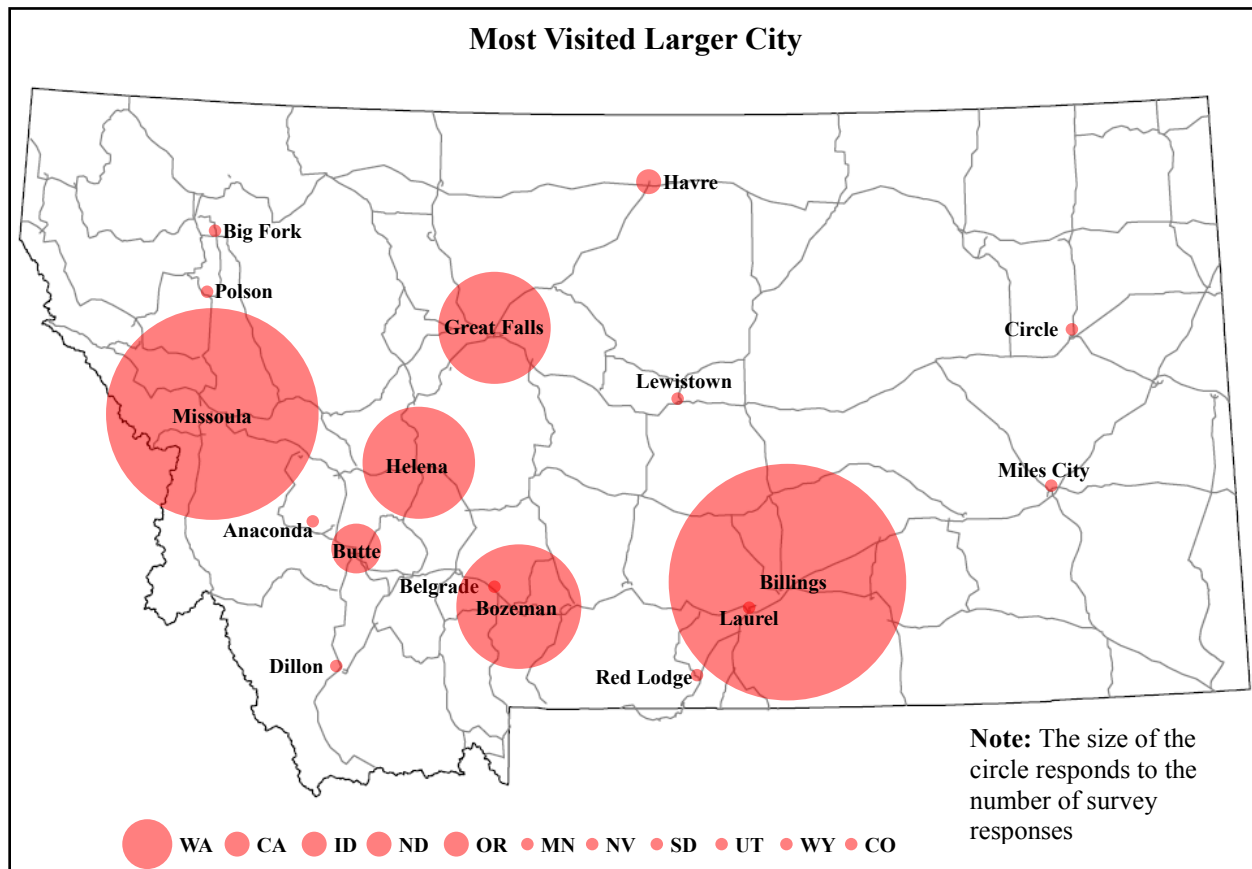 Most Visited Larger City
Havre
Big Fork
Polson
Great Falls
Circle
Lewistown
Missoula
Helena
Miles City
Anaconda
Butte
Billings
Belgrade
Bozeman
Laurel
Dillon
Red Lodge
Note: The size of the
circle responds to the
number of survey
responses
WA CA ID ND OR MN NV SD UT WY CO